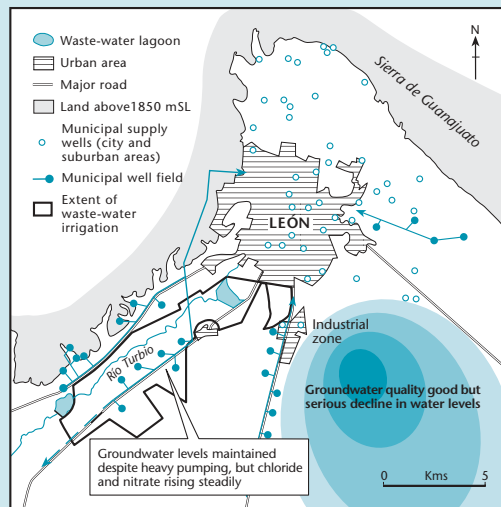 Waste-water lagoon
Urban area
Major road
Land above1850 mSL
Municipal supply
wells (city and
suburban areas)
Municipal well field
Extent of
waste-water
irrigation
N
Sierra de Guanajuato
LEÓN
Industrial
zone
Rio Turbio
Groundwater quality good but
serious decline in water levels
Groundwater levels maintained
despite heavy pumping, but chloride
and nitrate rising steadily
0 Kms 5